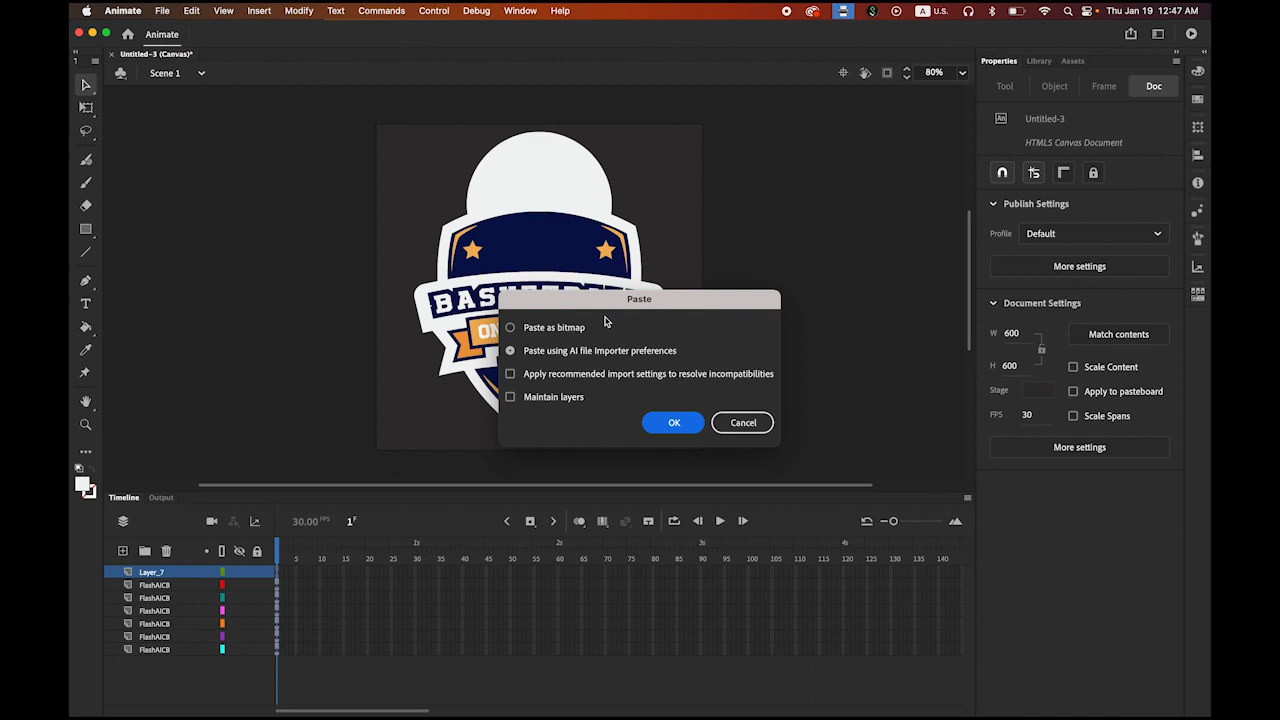 Animate File Edit View Insert Modify Text Commands Control Debug Window Help A U.S. Thu Jan 19 12:47 AM
Animate
× Untitled-3 (Canvas)*
Scene 1 80%
Properties Library Assets
Tool Object Frame Doc
An Untitled-3
HTML5 Canvas Document
Publish Settings
Profile Default
More settings
Document Settings
W 600 Match contents
H 600 Scale Content
Stage Apply to pasteboard
FPS 30 Scale Spans
More settings
ON
Paste
Paste as bitmap
Paste using AI file Importer preferences
Apply recommended import settings to resolve incompatibilities
Maintain layers
OK Cancel
Timeline Output
30.00 FPS 1 F
1s 2s 3s 4s
5 10 15 20 25 30 35 40 45 50 55 60 65 70 75 80 85 90 95 100 105 110 115 120 125 130 135 140
Layer_7
FlashAICB
FlashAICB
FlashAICB
FlashAICB
FlashAICB
FlashAICB